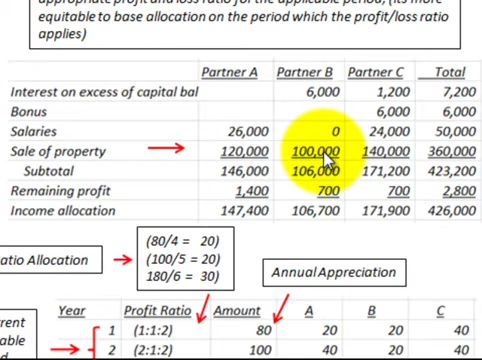 appropriate profit and loss ratio for the applicable period, (its more
equitable to base allocation on the period which the profit/loss ratio
applies)
Partner A Partner B Partner C Total
Interest on excess of capital bal 6,000 1,200 7,200
Bonus 6,000 6,000
Salaries 26,000 0 24,000 50,000
Sale of property 120,000 100,000 140,000 360,000
Subtotal 146,000 106,000 171,200 423,200
Remaining profit 1,400 700 700 2,800
Income allocation 147,400 106,700 171,900 426,000
(80/4 = 20)
(100/5 = 20)
180/6 = 30)
atio Allocation
Annual Appreciation
Year Profit Ratio Amount A B C
1 (1:1:2) 80 20 20 40
2 (2:1:2) 100 40 20 40
rrent
able